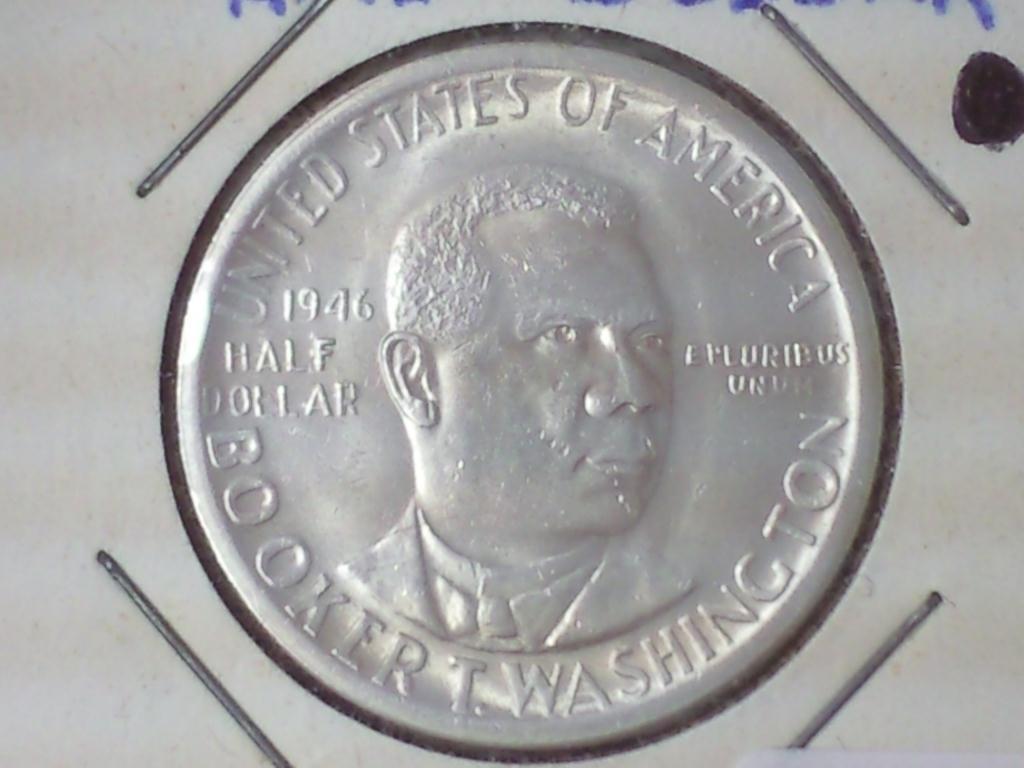 UNITED STATES OF AMERICA
1946
HALF
DOLLAR
E PLURIBUS
UNUM
BOOKER T. WASHINGTON